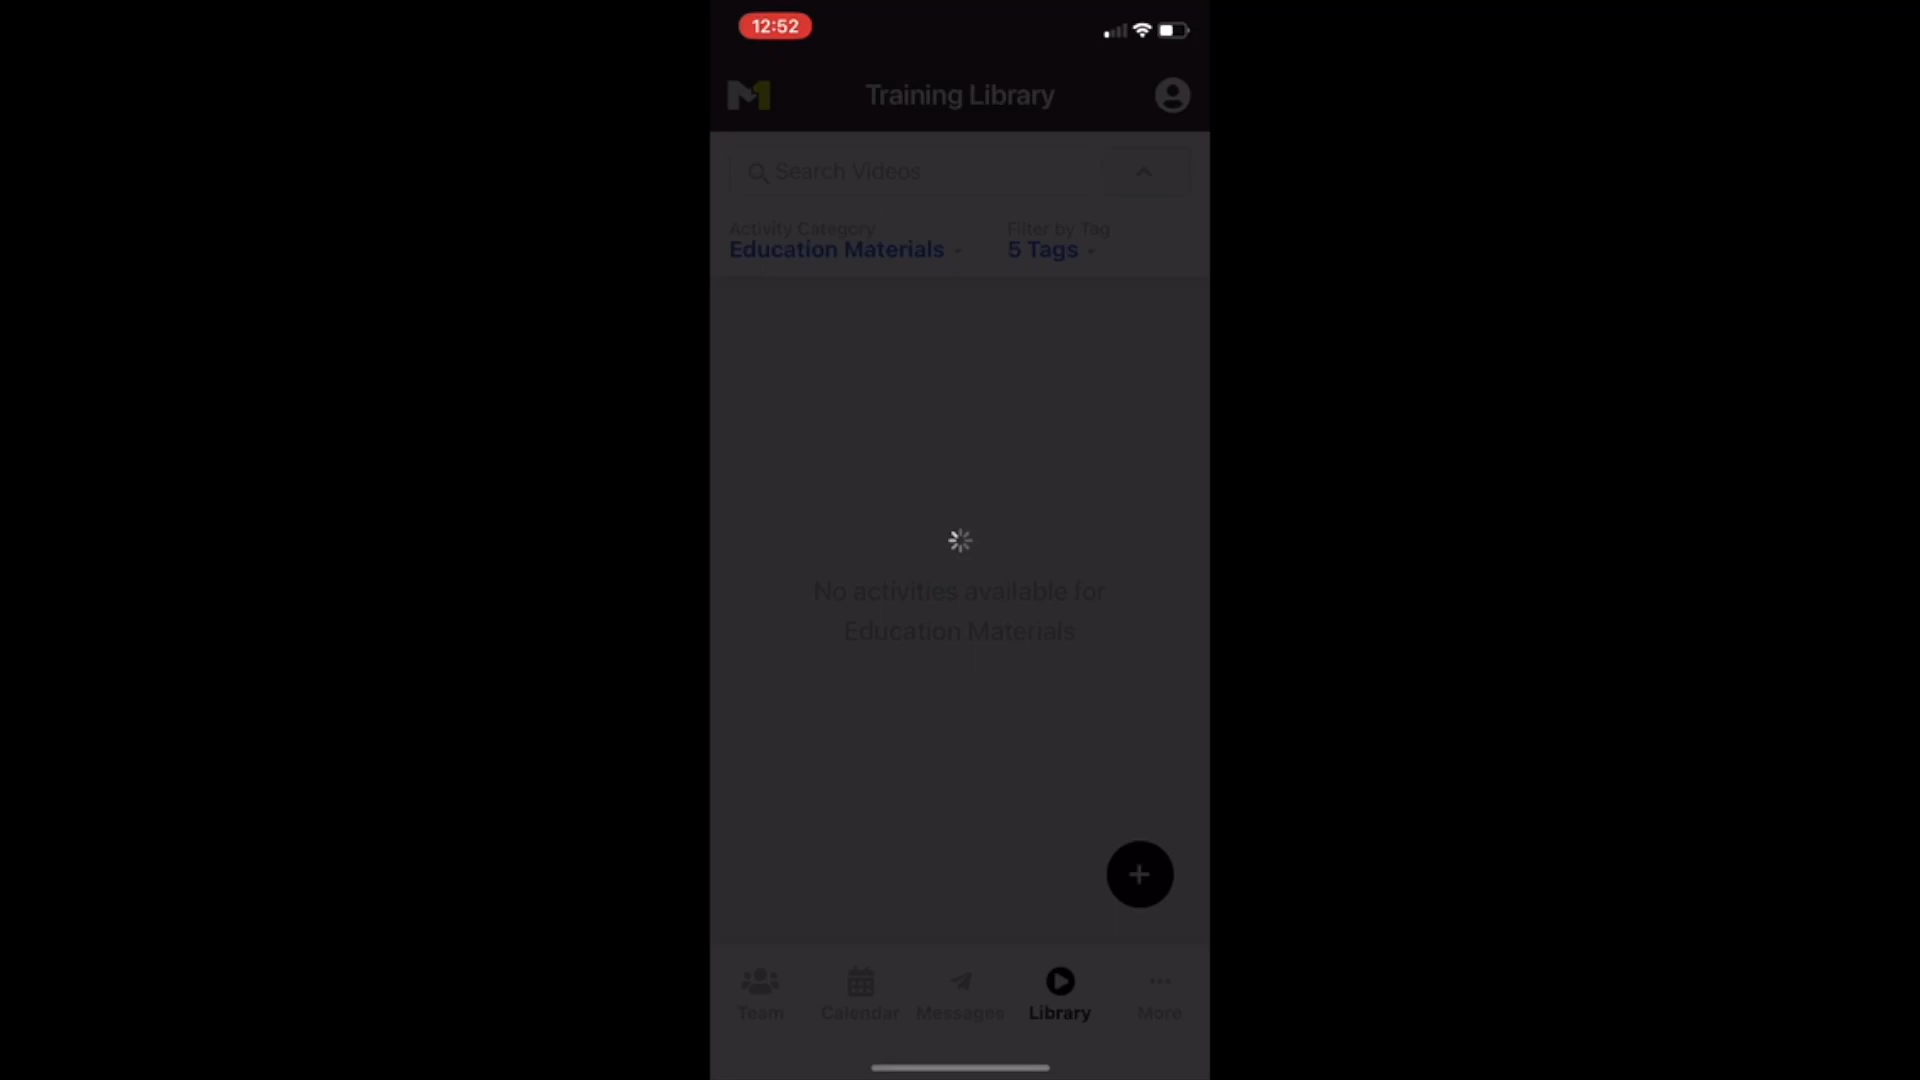 12:52
M1
Training Library
Search Videos
Activity Category
Filter by Tag
Education Materials
5 Tags
No activities available for
Education Materials
Team
Calendar
Messages
Library
More